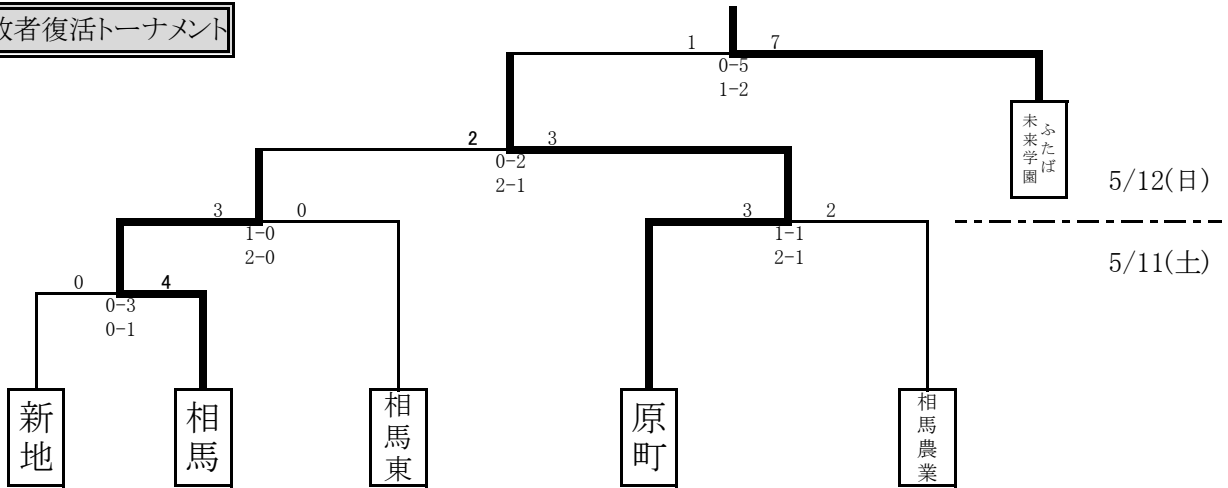 敗者復活トーナメント
1 7
0-5
1-2
ふたば
未来学園
2 3
0-2
2-1
5/12(日)
3 0
1-0
2-0
3 2
1-1
2-1
5/11(土)
0 4
0-3
0-1
新地
相馬
相馬東
原町
相馬農業